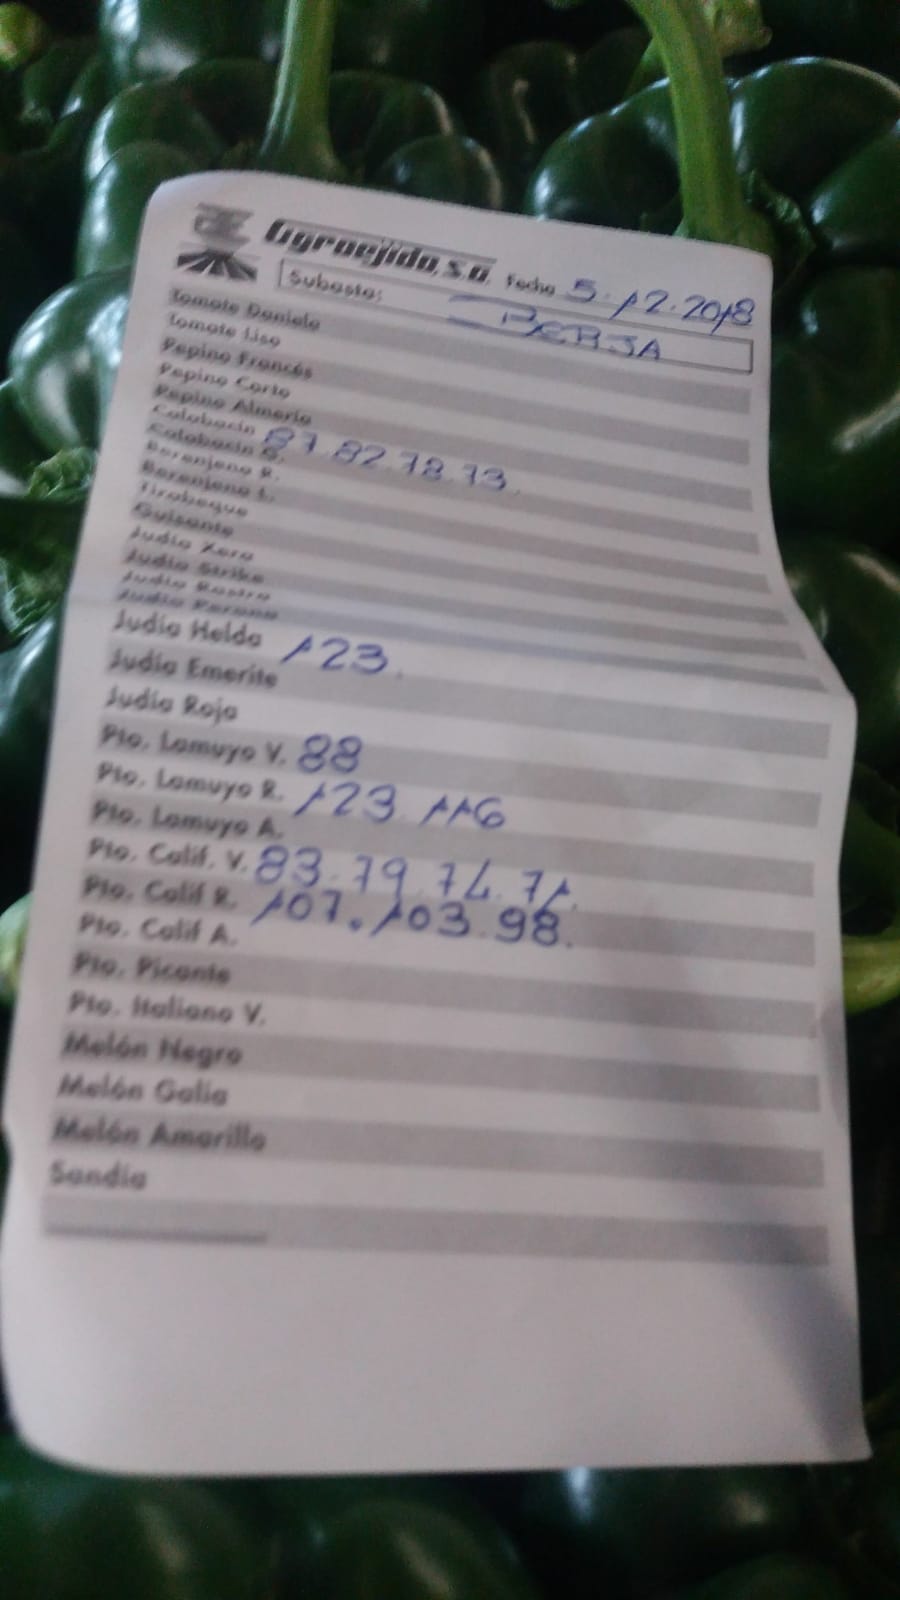 Agroejido, S.A. Fecha 5.12.2018
Subasta: BERJA
Tomate Daniela
Tomate Liso
Pepino Francés
Pepino Corto
Pepino Almería
Calabacín 87.82.78.73.
Calabacín G.
Berenjena R.
Berenjena L.
Tirabeque
Guisante
Judía Xera
Judía Strike
Judía Rastra
Judía Perona
Judía Helda 123.
Judía Emerite
Judía Roja
Pto. Lamuyo V. 88
Pto. Lamuyo R. 123 116
Pto. Lamuyo A.
Pto. Calif. V. 83.79.74.71.
Pto. Calif R. 107.103.98.
Pto. Calif A.
Pto. Picante
Pto. Italiano V.
Melón Negro
Melón Galia
Melón Amarillo
Sandía